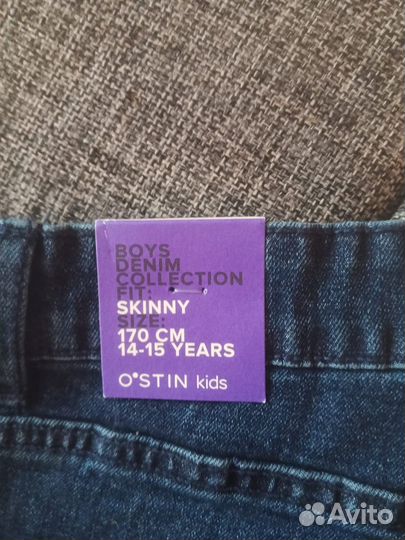 BOYS
DENIM
COLLECTION
FIT:
SKINNY
SIZE:
170 CM
14-15 YEARS
O'STIN kids
Avito